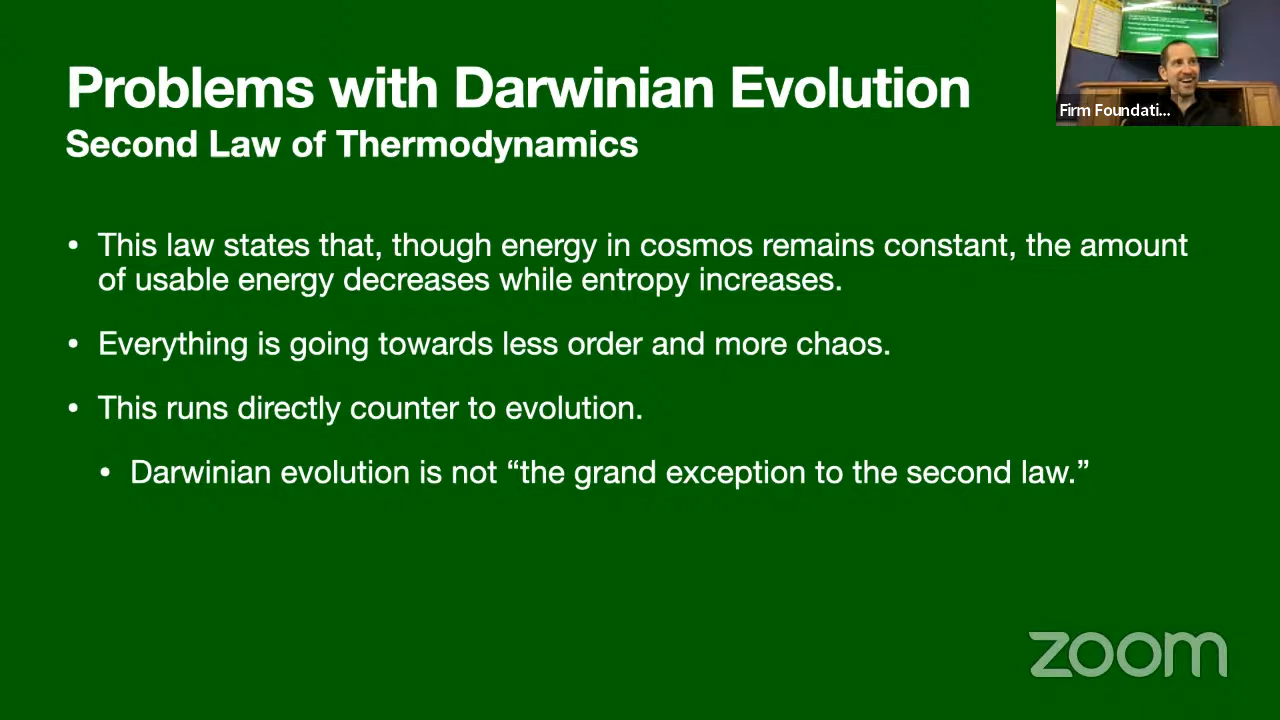 Problems with Darwinian Evolution
Second Law of Thermodynamics
Firm Foundati...
• This law states that, though energy in cosmos remains constant, the amount
of usable energy decreases while entropy increases.
• Everything is going towards less order and more chaos.
• This runs directly counter to evolution.
• Darwinian evolution is not “the grand exception to the second law.”
zoom